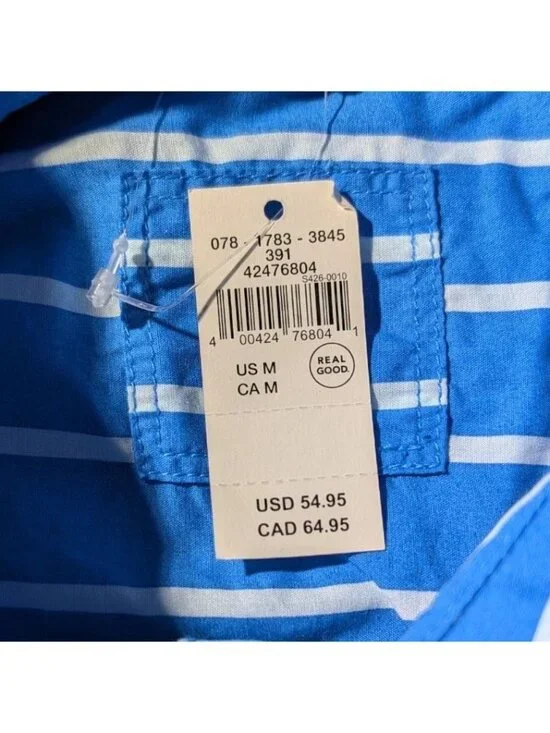 078 - 1783 - 3845
391
42476804
S426-0010
4 00424 76804 1
US M
CA M
REAL
GOOD.
USD 54.95
CAD 64.95